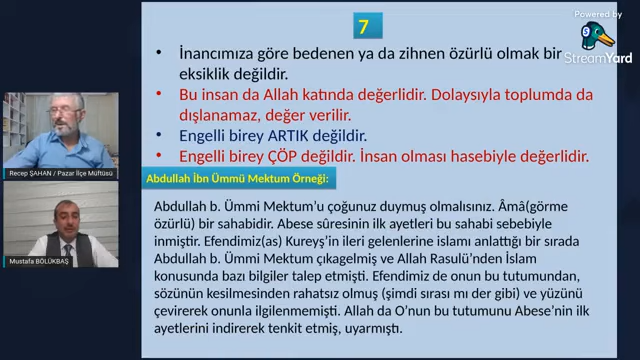 7
Powered by
StreamYard
• İnancımıza göre bedenen ya da zihnen özürlü olmak bir
eksiklik değildir.
• Bu insan da Allah katında değerlidir. Dolaysıyla toplumda da
dışlanamaz, değer verilir.
• Engelli birey ARTIK değildir.
• Engelli birey ÇÖP değildir. İnsan olması hasebiyle değerlidir.
Abdullah İbn Ümmü Mektum Örneği:
Abdullah b. Ümmi Mektum’u çoğunuz duymuş olmalısınız. Âmâ(görme
özürlü) bir sahabidir. Abese sûresinin ilk ayetleri bu sahabi sebebiyle
inmiştir. Efendimiz(as) Kureyş’in ileri gelenlerine islamı anlattığı bir sırada
Abdullah b. Ümmi Mektum çıkagelmiş ve Allah Rasulü’nden İslam
konusunda bazı bilgiler talep etmişti. Efendimiz de onun bu tutumundan,
sözünün kesilmesinden rahatsız olmuş (şimdi sırası mı der gibi) ve yüzünü
çevirerek onunla ilgilenmemişti. Allah da O’nun bu tutumunu Abese’nin ilk
ayetlerini indirerek tenkit etmiş, uyarmıştı.
Recep ŞAHAN / Pazar İlçe Müftüsü
Mustafa BÖLÜKBAŞ